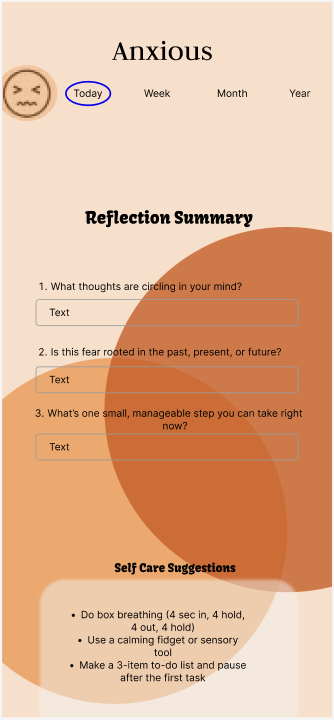 Anxious
Today Week Month Year
Reflection Summary
1. What thoughts are circling in your mind?
Text
2. Is this fear rooted in the past, present, or future?
Text
3. What's one small, manageable step you can take right
now?
Text
Self Care Suggestions
• Do box breathing (4 sec in, 4 hold,
4 out, 4 hold)
• Use a calming fidget or sensory
tool
• Make a 3-item to-do list and pause
after the first task